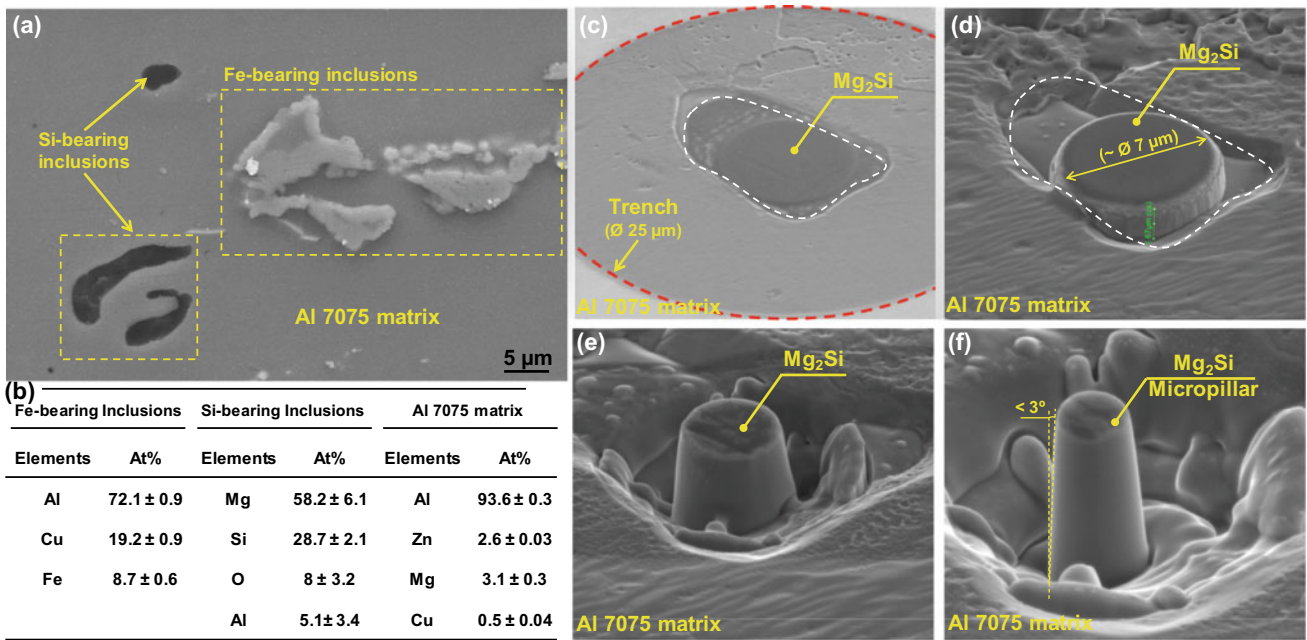 (a)
Fe-bearing inclusions
Si-bearing
inclusions
Al 7075 matrix
5 µm
(b)
Fe-bearing Inclusions Si-bearing Inclusions Al 7075 matrix
Elements At% Elements At% Elements At%
Al 72.1 ± 0.9 Mg 58.2 ± 6.1 Al 93.6 ± 0.3
Cu 19.2 ± 0.9 Si 28.7 ± 2.1 Zn 2.6 ± 0.03
Fe 8.7 ± 0.6 O 8 ± 3.2 Mg 3.1 ± 0.3
Al 5.1± 3.4 Cu 0.5 ± 0.04
(c)
Mg₂Si
Trench
(Ø 25 µm)
Al 7075 matrix
(d)
Mg₂Si
(~ Ø 7 µm)
Al 7075 matrix
(e)
Mg₂Si
Al 7075 matrix
(f)
Mg₂Si
Micropillar
< 3º
Al 7075 matrix